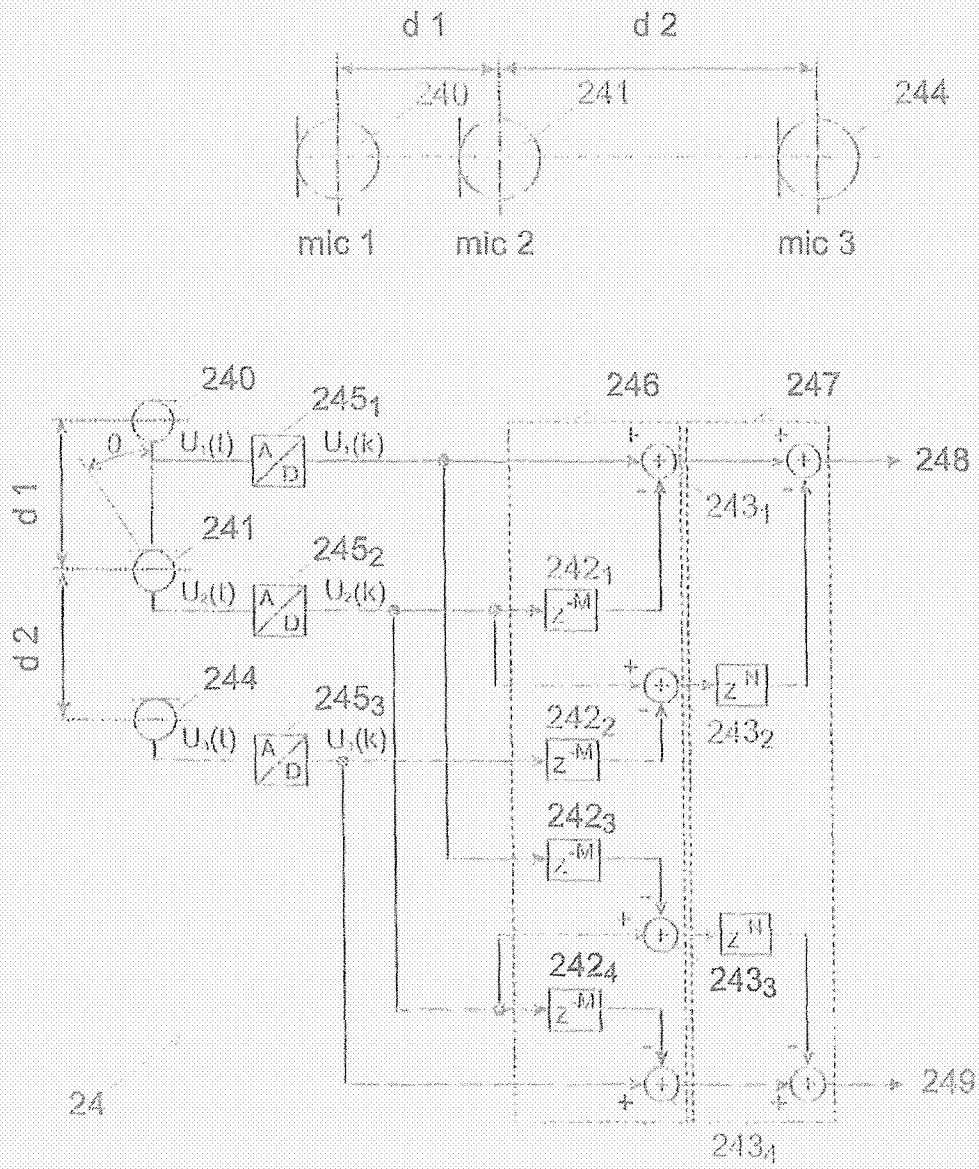 d 1 d 2
240 241 244
mic 1 mic 2 mic 3
240 246 247
245₁
θ U₁(t) A D U₁(k) + + + + 248
- -
d 1 243₁
241 245₂ 242₁
U₂(t) A D U₂(k) z⁻ᴹ
d 2
244 245₃ + + z N
242₂ - 243₂
U₃(t) A D U₃(k) z⁻ᴹ
242₃
z⁻ᴹ -
+ + z N
242₄ 243₃
z⁻ᴹ
- -
+ + + + 249
24
243₄